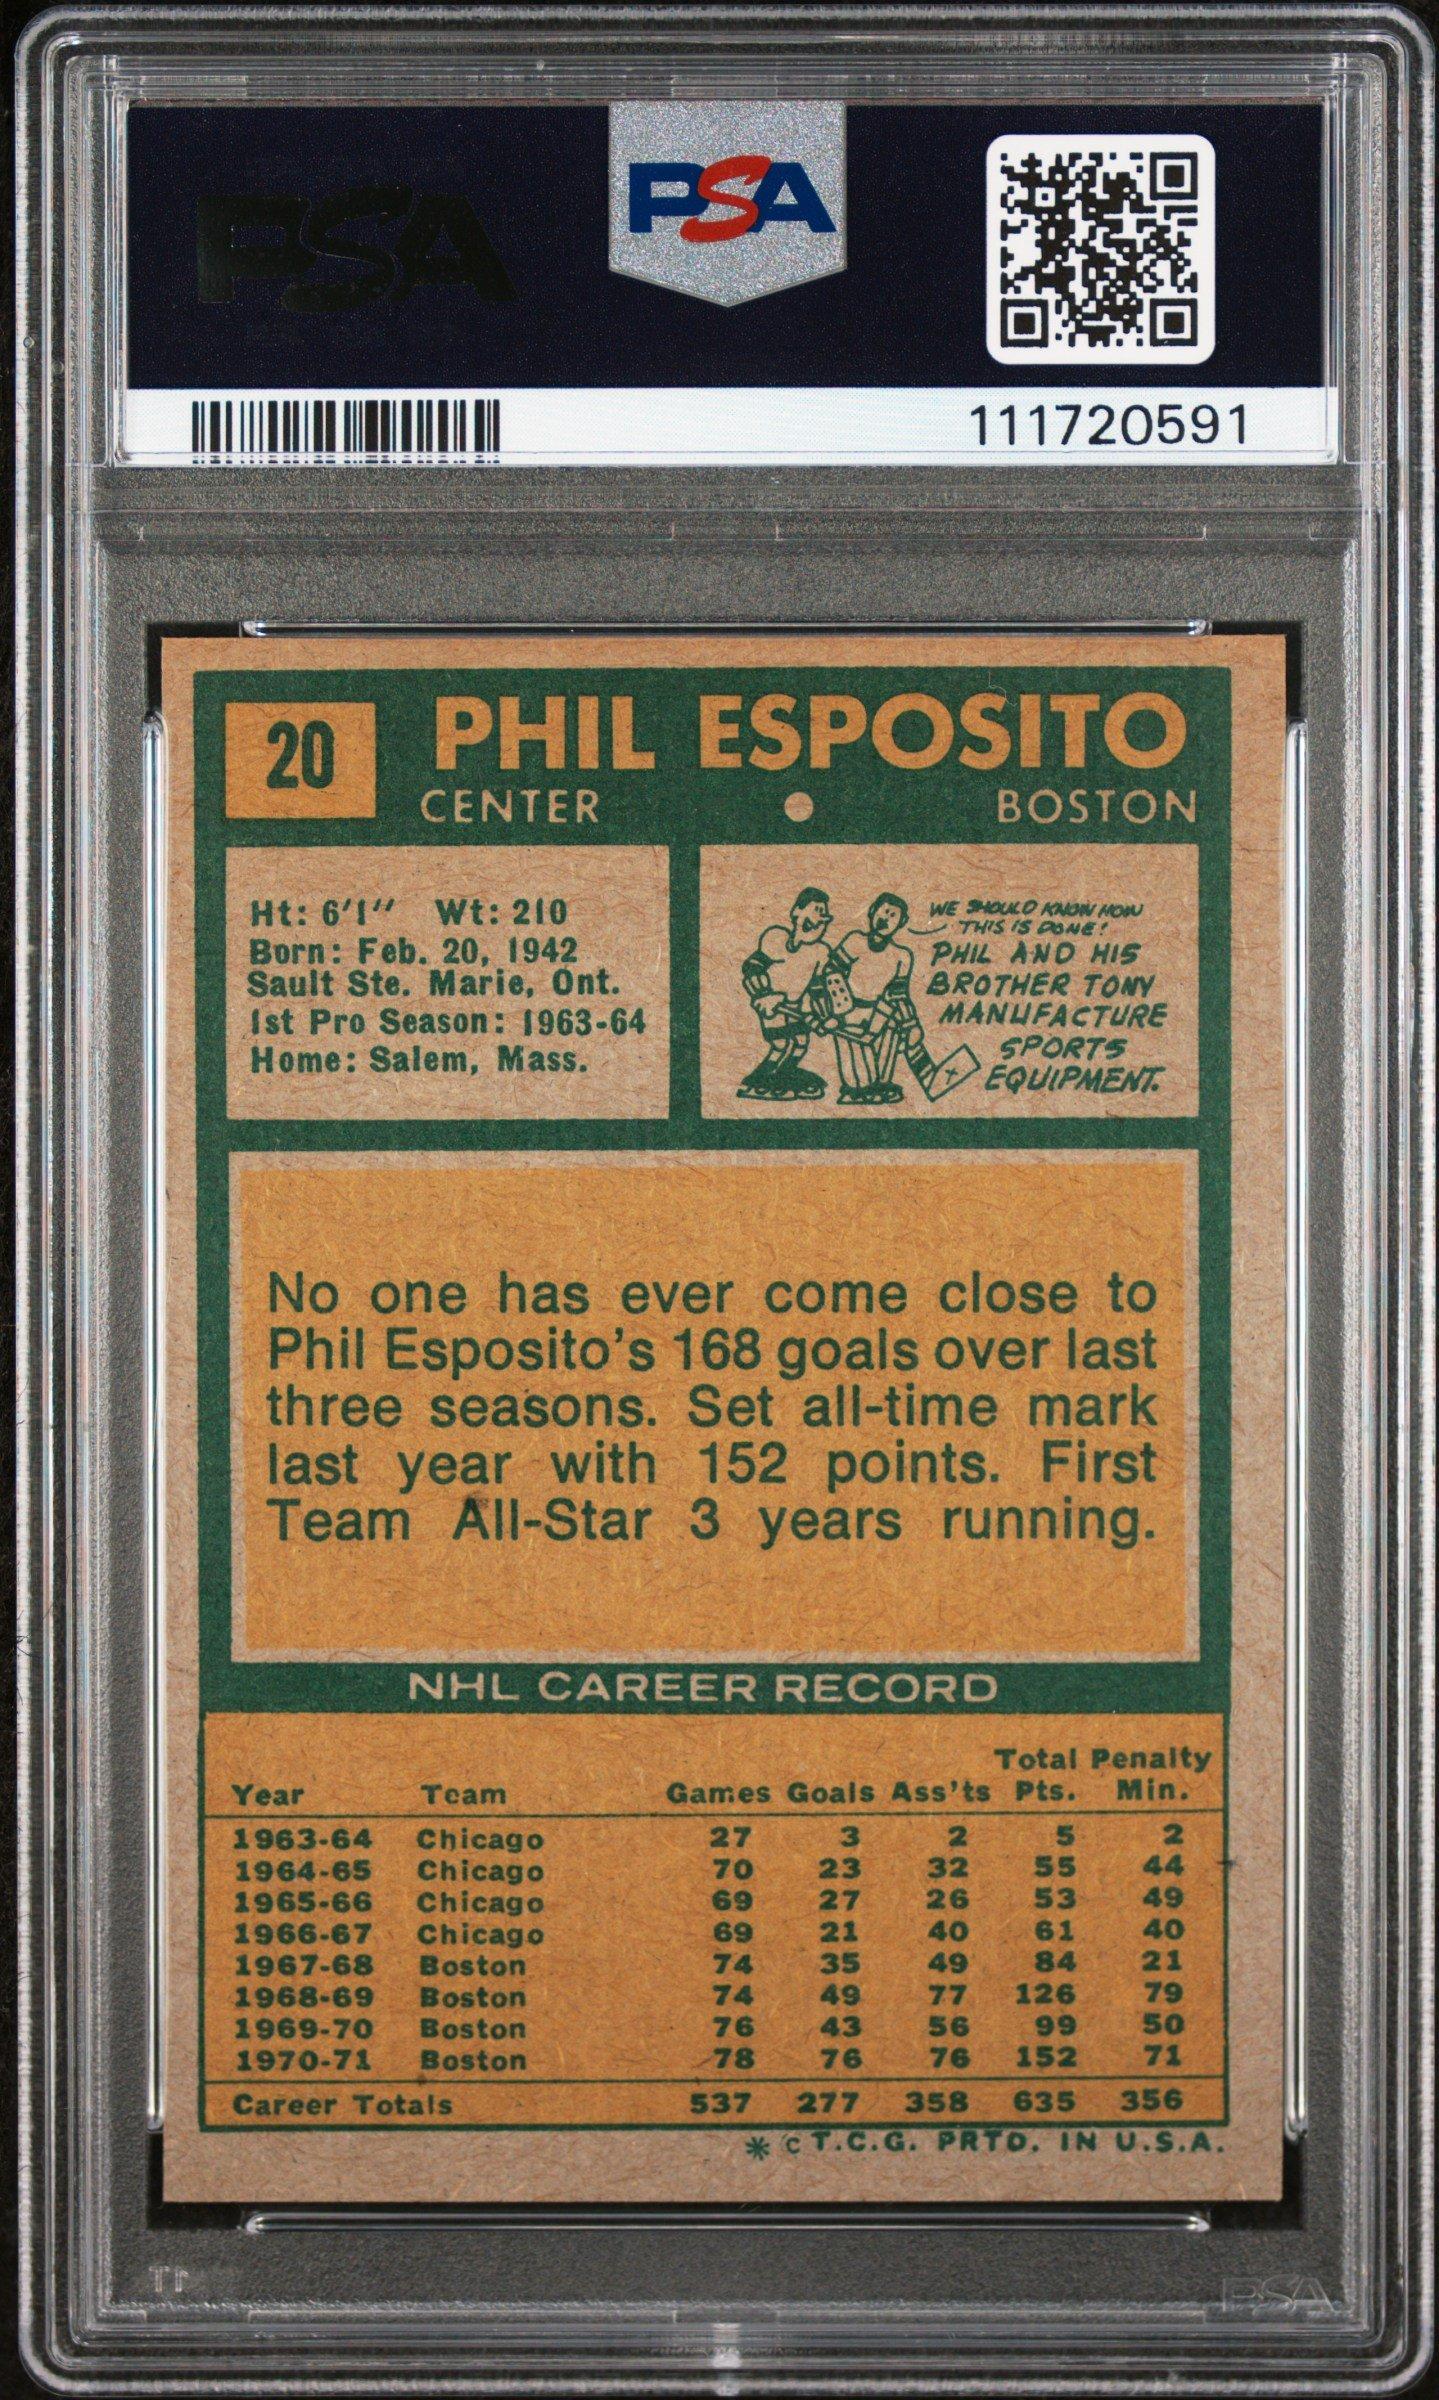 PSA
PSA
111720591
20
PHIL ESPOSITO
CENTER BOSTON
Ht: 6'1" Wt: 210
Born: Feb. 20, 1942
Sault Ste. Marie, Ont.
1st Pro Season: 1963-64
Home: Salem, Mass.
WE SHOULD KNOW HOW
THIS IS DONE!
PHIL AND HIS
BROTHER TONY
MANUFACTURE
SPORTS
EQUIPMENT.
No one has ever come close to
Phil Esposito's 168 goals over last
three seasons. Set all-time mark
last year with 152 points. First
Team All-Star 3 years running.
NHL CAREER RECORD
Total Penalty
Year Team Games Goals Ass'ts Pts. Min.
1963-64 Chicago 27 3 2 5 2
1964-65 Chicago 70 23 32 55 44
1965-66 Chicago 69 27 26 53 49
1966-67 Chicago 69 21 40 61 40
1967-68 Boston 74 35 49 84 21
1968-69 Boston 74 49 77 126 79
1969-70 Boston 76 43 56 99 50
1970-71 Boston 78 76 76 152 71
Career Totals 537 277 358 635 356
* © T.C.G. PRTD. IN U.S.A.
PSA